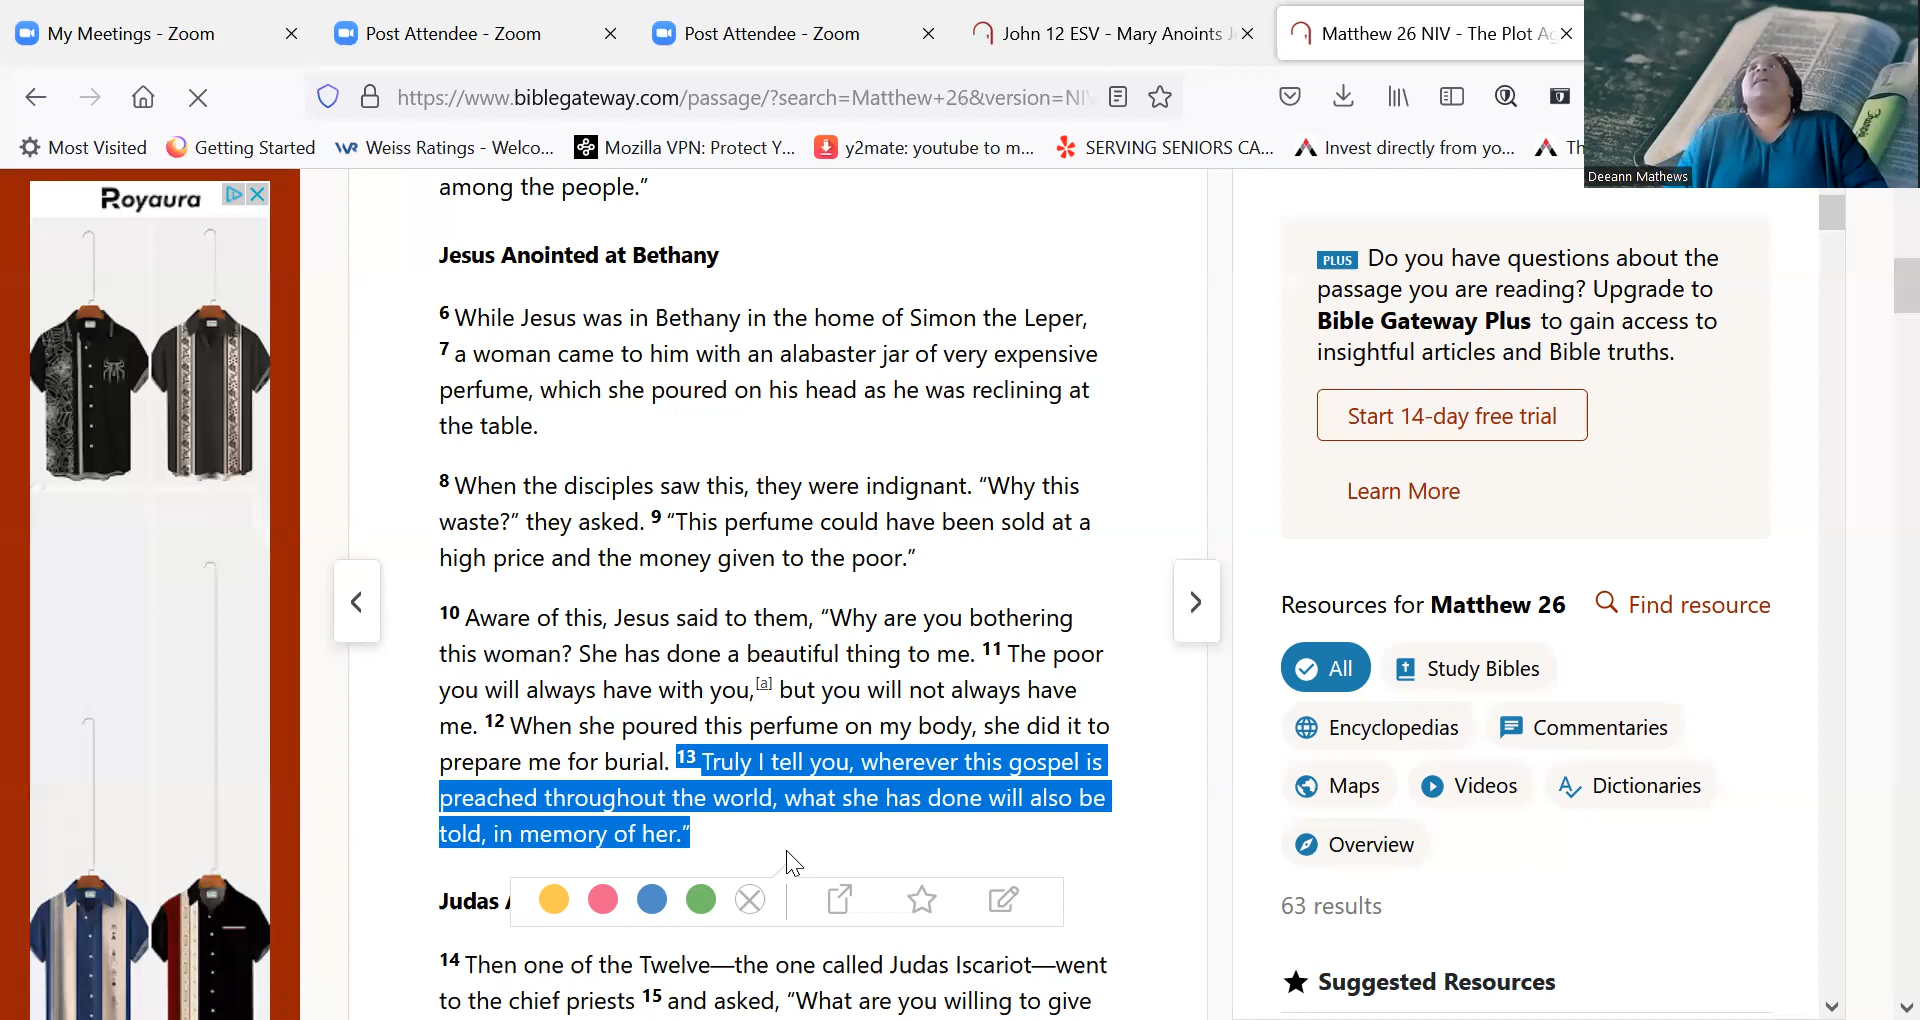 My Meetings - Zoom
Post Attendee - Zoom
Post Attendee - Zoom
John 12 ESV - Mary Anoints
Matthew 26 NIV - The Plot
https://www.biblegateway.com/passage/?search=Matthew+26&version=NI
Most Visited
Getting Started
WR Weiss Ratings - Welco...
Mozilla VPN: Protect Y...
y2mate: youtube to m...
SERVING SENIORS CA...
Invest directly from yo...
Deeann Mathews
Royaura
among the people.”
Jesus Anointed at Bethany
6 While Jesus was in Bethany in the home of Simon the Leper,
7 a woman came to him with an alabaster jar of very expensive
perfume, which she poured on his head as he was reclining at
the table.
8 When the disciples saw this, they were indignant. “Why this
waste?” they asked. 9 “This perfume could have been sold at a
high price and the money given to the poor.”
10 Aware of this, Jesus said to them, “Why are you bothering
this woman? She has done a beautiful thing to me. 11 The poor
you will always have with you,[a] but you will not always have
me. 12 When she poured this perfume on my body, she did it to
prepare me for burial. 13 Truly I tell you, wherever this gospel is
preached throughout the world, what she has done will also be
told, in memory of her.”
Judas
14 Then one of the Twelve—the one called Judas Iscariot—went
to the chief priests 15 and asked, “What are you willing to give
PLUS Do you have questions about the
passage you are reading? Upgrade to
Bible Gateway Plus to gain access to
insightful articles and Bible truths.
Start 14-day free trial
Learn More
Resources for Matthew 26
Find resource
All
Study Bibles
Encyclopedias
Commentaries
Maps
Videos
Dictionaries
Overview
63 results
Suggested Resources